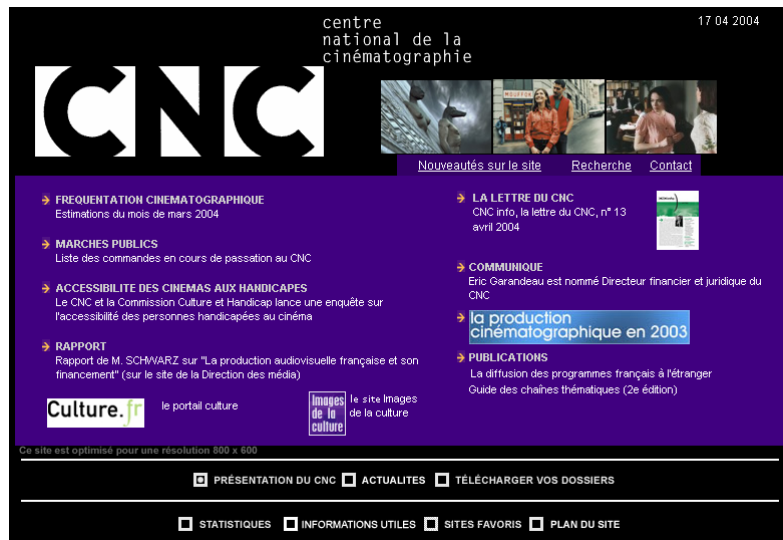 centre
national de la
cinématographie
17 04 2004
CNC
Nouveautés sur le site Recherche Contact
FREQUENTATION CINEMATOGRAPHIQUE
Estimations du mois de mars 2004
MARCHES PUBLICS
Liste des commandes en cours de passation au CNC
ACCESSIBILITE DES CINEMAS AUX HANDICAPES
Le CNC et la Commission Culture et Handicap lance une enquête sur
l'accessibilité des personnes handicapées au cinéma
RAPPORT
Rapport de M. SCHWARZ sur "La production audiovisuelle française et son
financement" (sur le site de la Direction des média)
Culture.fr
le portail culture
Images
de la
culture
le site Images
de la culture
LA LETTRE DU CNC
CNC info, la lettre du CNC, n° 13
avril 2004
COMMUNIQUE
Eric Garandeau est nommé Directeur financier et juridique du
CNC
la production
cinématographique en 2003
PUBLICATIONS
La diffusion des programmes français à l'étranger
Guide des chaînes thématiques (2e édition)
Ce site est optimisé pour une résolution 800 x 600
PRÉSENTATION DU CNC ACTUALITES TÉLÉCHARGER VOS DOSSIERS
STATISTIQUES INFORMATIONS UTILES SITES FAVORIS PLAN DU SITE